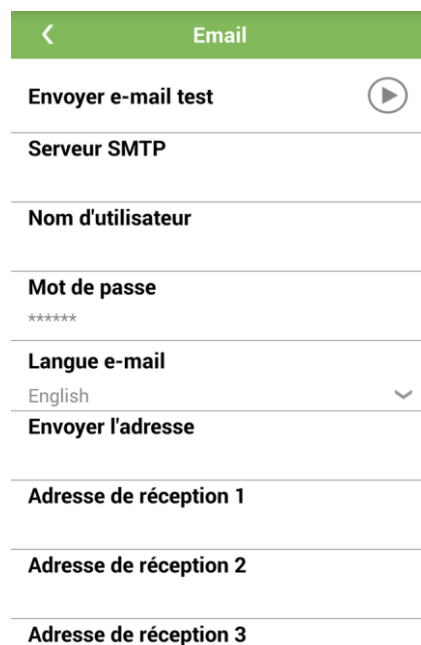 Email
Envoyer e-mail test
Serveur SMTP
Nom d'utilisateur
Mot de passe
******
Langue e-mail
English
Envoyer l'adresse
Adresse de réception 1
Adresse de réception 2
Adresse de réception 3